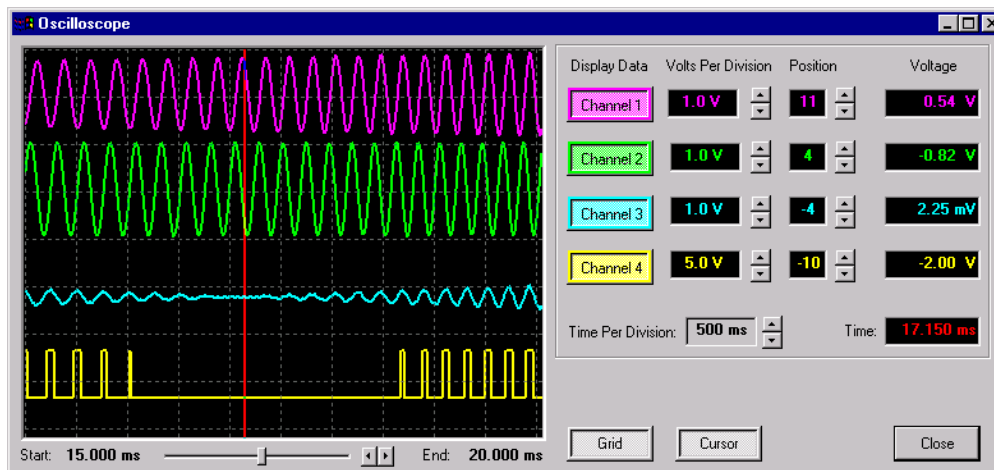 Oscilloscope
Display Data Volts Per Division Position Voltage
Channel 1 1.0 V 11 0.54 V
Channel 2 1.0 V 4 -0.82 V
Channel 3 1.0 V -4 2.25 mV
Channel 4 5.0 V -10 -2.00 V
Time Per Division: 500 ms Time: 17.150 ms
Grid Cursor Close
Start: 15.000 ms End: 20.000 ms